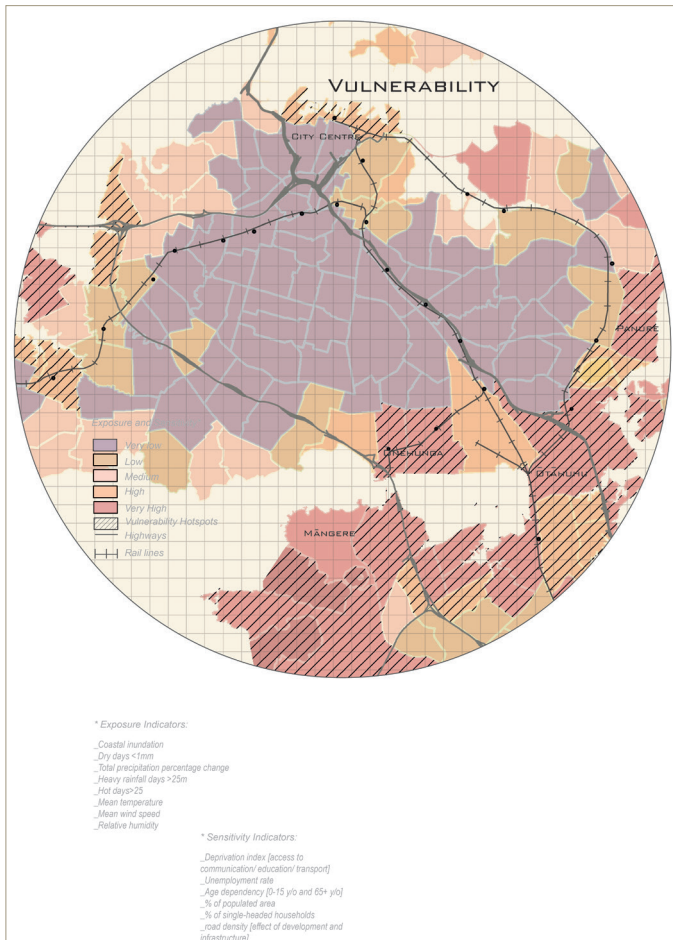 VULNERABILITY
CITY CENTRE
PANURE
Exposure and
Very low
Low
Medium
High
Very High
Vulnerability Hotspots
Highways
Rail lines
ONEHUNGA
OTAHUHU
MĀNGERE
* Exposure Indicators:
_Coastal inundation
_Dry days <1mm
_Total precipitation percentage change
_Heavy rainfall days >25m
_Hot days>25
_Mean temperature
_Mean wind speed
_Relative humidity
* Sensitivity Indicators:
_Deprivation index [access to
communication/ education/ transport]
_Unemployment rate
_Age dependency [0-15 y/o and 65+ y/o]
_% of populated area
_% of single-headed households
_road density [effect of development and
infrastructure]